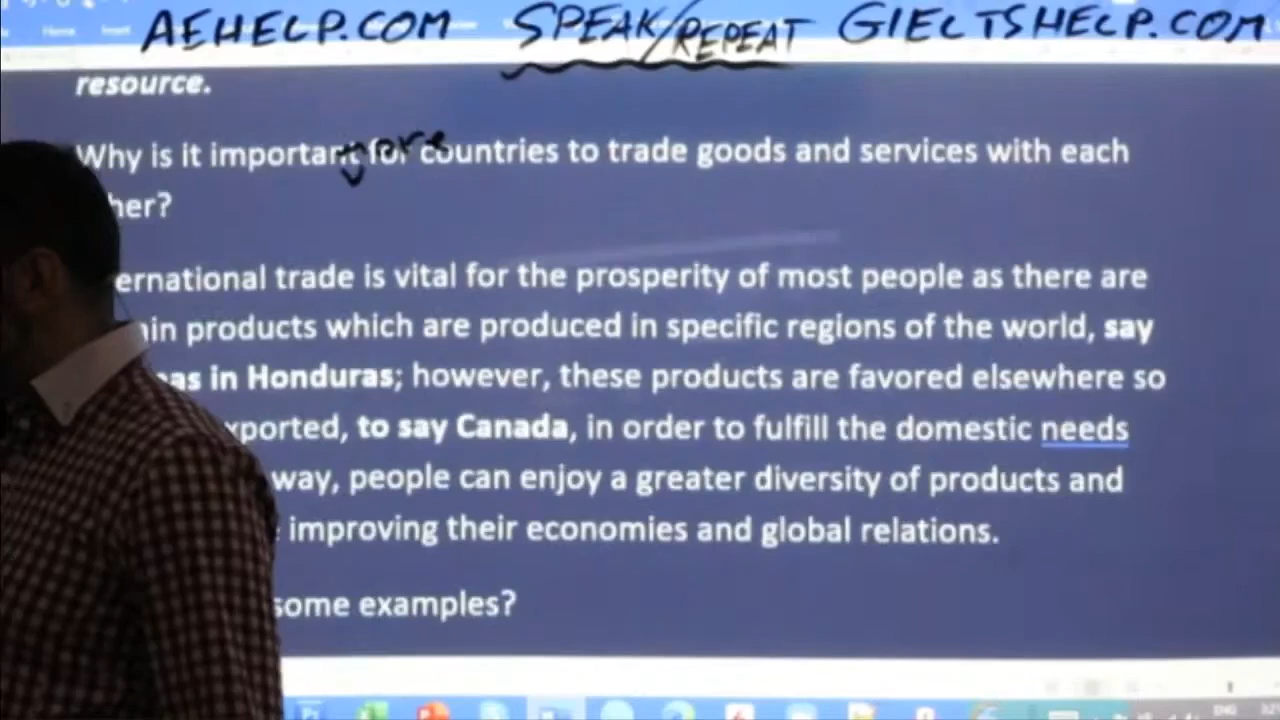 AEHELP.COM SPEAK/REPEAT GIELTSHELP.COM
resource.
more
Why is it important for countries to trade goods and services with each
her?
ernational trade is vital for the prosperity of most people as there are
in products which are produced in specific regions of the world, say
as in Honduras; however, these products are favored elsewhere so
xported, to say Canada, in order to fulfill the domestic needs
way, people can enjoy a greater diversity of products and
improving their economies and global relations.
some examples?
ENG